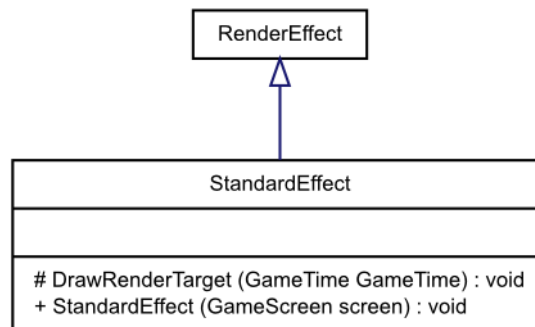 RenderEffect
StandardEffect
# DrawRenderTarget (GameTime GameTime) : void
+ StandardEffect (GameScreen screen) : void